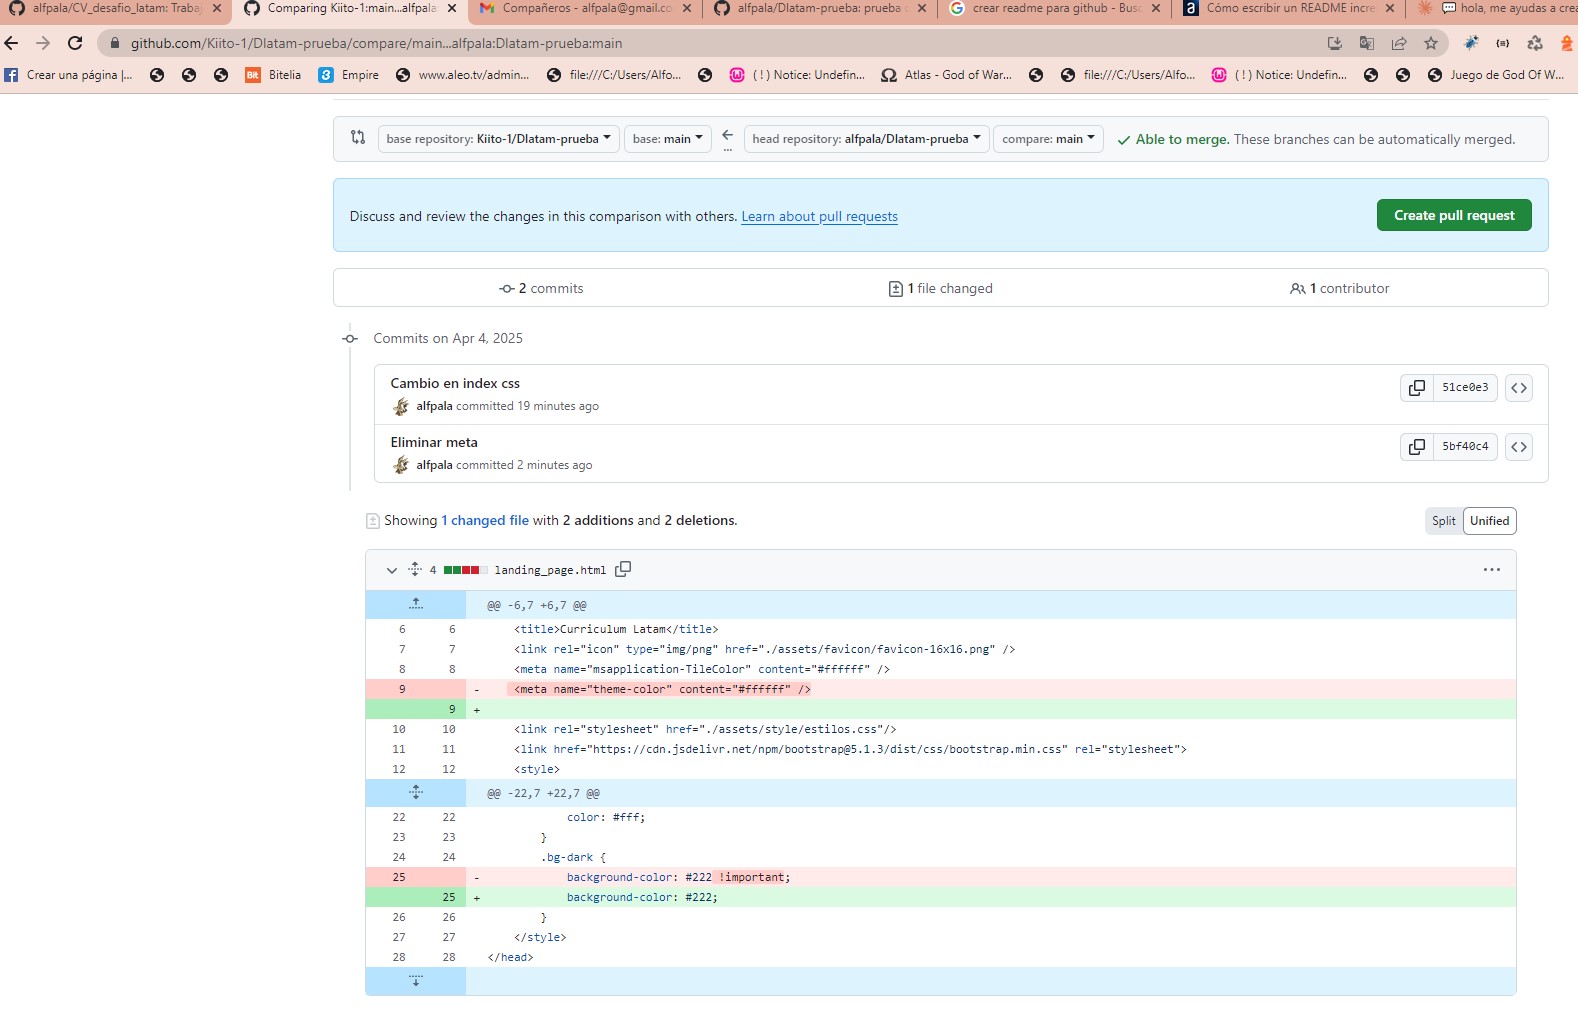 alfpala/CV_desafio_latam: Trabaj
Comparing Kiito-1:main...alfpala:
Compañeros - alfpala@gmail.co
alfpala/Dlatam-prueba: prueba
crear readme para github - Bus
Cómo escribir un README incre
hola, me ayudas a crea
github.com/Kiito-1/Dlatam-prueba/compare/main...alfpala:Dlatam-prueba:main
Crear una página |...
Bit Bitelia
Empire
www.aleo.tv/admin...
file:///C:/Users/Alfo...
( ! ) Notice: Undefin...
Atlas - God of War...
file:///C:/Users/Alfo...
( ! ) Notice: Undefin...
Juego de God Of W...
base repository: Kiito-1/Dlatam-prueba
base: main
...
head repository: alfpala/Dlatam-prueba
compare: main
Able to merge. These branches can be automatically merged.
Discuss and review the changes in this comparison with others. Learn about pull requests
Create pull request
2 commits
1 file changed
1 contributor
Commits on Apr 4, 2025
Cambio en index css
51ce0e3
alfpala committed 19 minutes ago
Eliminar meta
5bf40c4
alfpala committed 2 minutes ago
Showing 1 changed file with 2 additions and 2 deletions.
Split Unified
4 landing_page.html
@@ -6,7 +6,7 @@
6 6 <title>Curriculum Latam</title>
7 7 <link rel="icon" type="img/png" href="./assets/favicon/favicon-16x16.png" />
8 8 <meta name="msapplication-TileColor" content="#ffffff" />
9 - <meta name="theme-color" content="#ffffff" />
9 +
10 10 <link rel="stylesheet" href="./assets/style/estilos.css"/>
11 11 <link href="https://cdn.jsdelivr.net/npm/bootstrap@5.1.3/dist/css/bootstrap.min.css" rel="stylesheet">
12 12 <style>
@@ -22,7 +22,7 @@
22 22 color: #fff;
23 23 }
24 24 .bg-dark {
25 - background-color: #222 !important;
25 + background-color: #222;
26 26 }
27 27 </style>
28 28 </head>